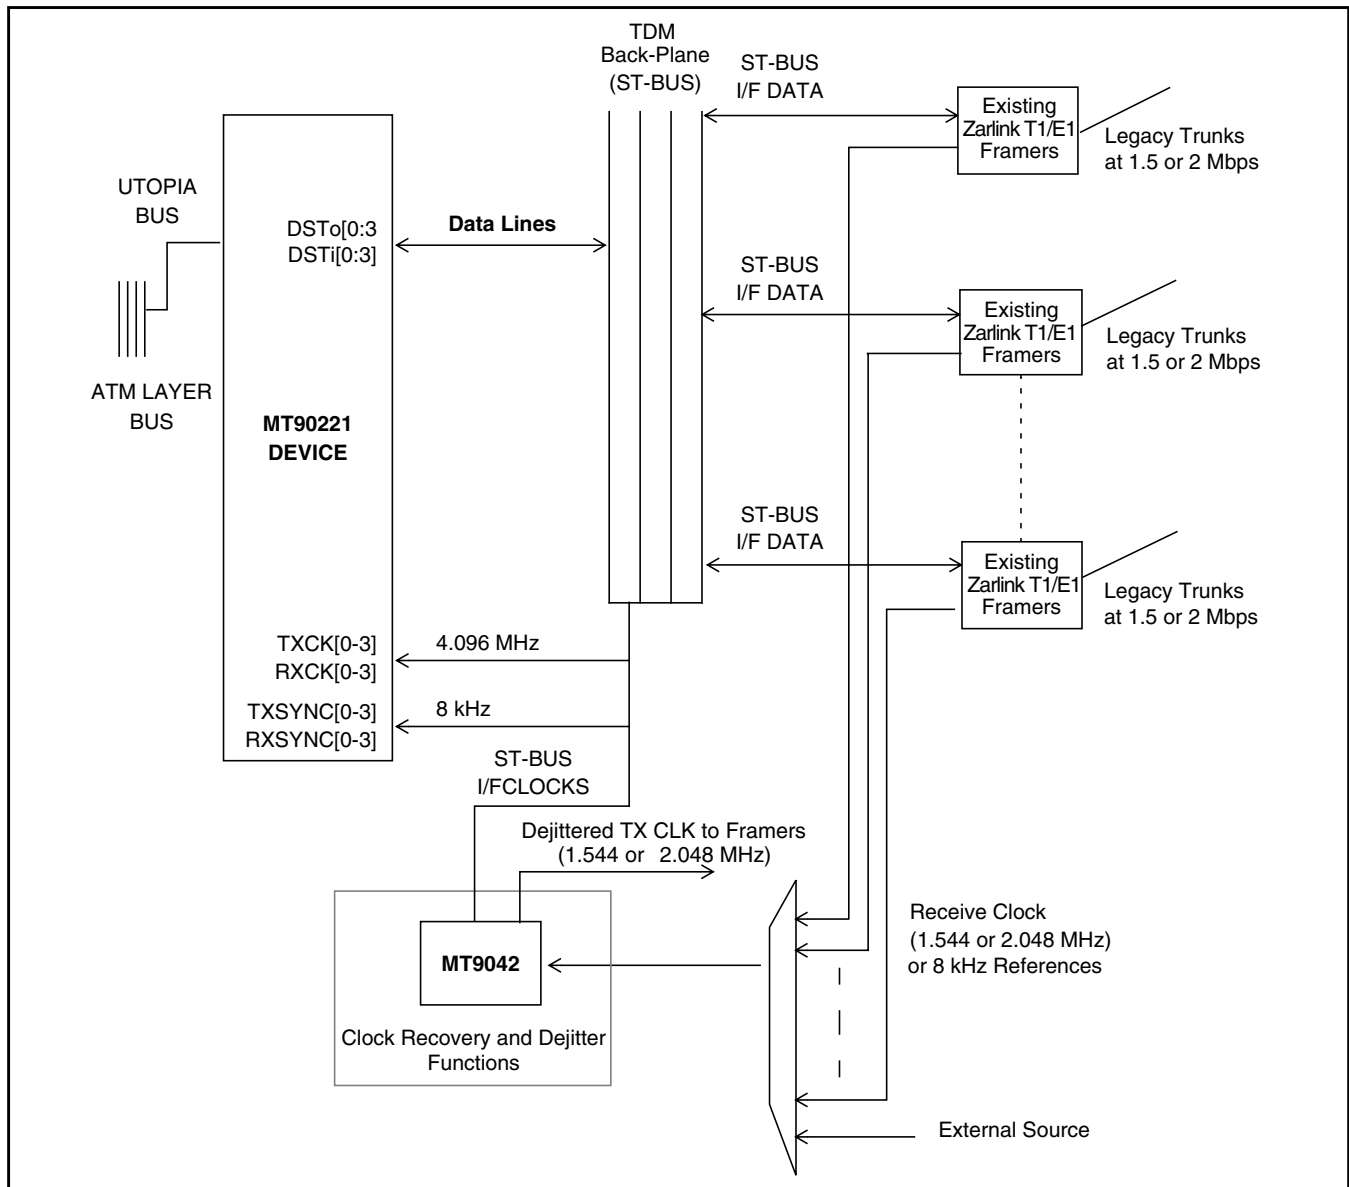 TDM
Back-Plane
(ST-BUS)
ST-BUS
I/F DATA
Existing
Zarlink T1/E1
Framers
Legacy Trunks
at 1.5 or 2 Mbps
UTOPIA
BUS
DSTo[0:3
DSTi[0:3]
Data Lines
ST-BUS
I/F DATA
Existing
Zarlink T1/E1
Framers
Legacy Trunks
at 1.5 or 2 Mbps
ATM LAYER
BUS
MT90221
DEVICE
ST-BUS
I/F DATA
Existing
Zarlink T1/E1
Framers
Legacy Trunks
at 1.5 or 2 Mbps
TXCK[0-3]
RXCK[0-3]
4.096 MHz
TXSYNC[0-3]
RXSYNC[0-3]
8 kHz
ST-BUS
I/FCLOCKS
Dejittered TX CLK to Framers
(1.544 or 2.048 MHz)
MT9042
Clock Recovery and Dejitter
Functions
Receive Clock
(1.544 or 2.048 MHz)
or 8 kHz References
External Source